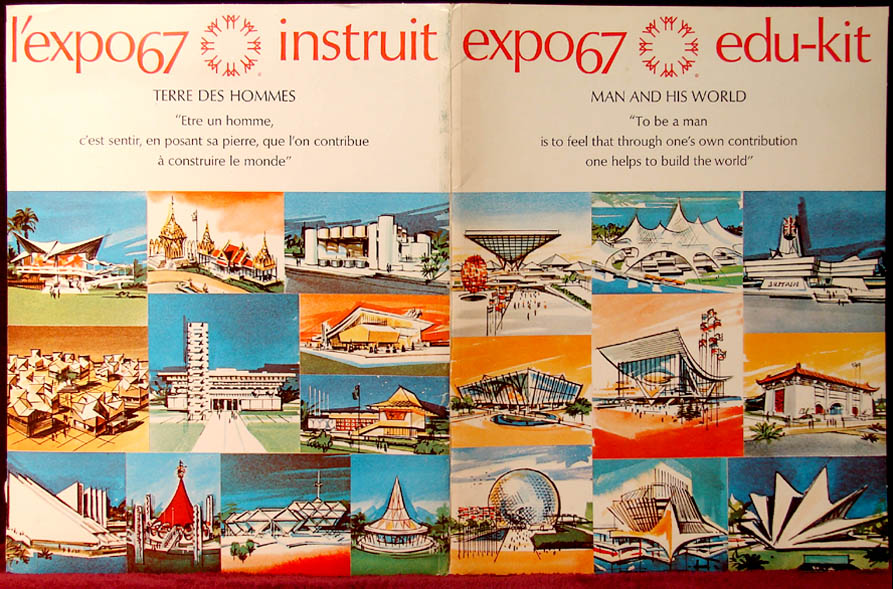 l'expo67 instruit
TERRE DES HOMMES
"Etre un homme,
c'est sentir, en posant sa pierre, que l'on contribue
à construire le monde"
expo67 edu-kit
MAN AND HIS WORLD
"To be a man
is to feel that through one's own contribution
one helps to build the world"
BRITAIN